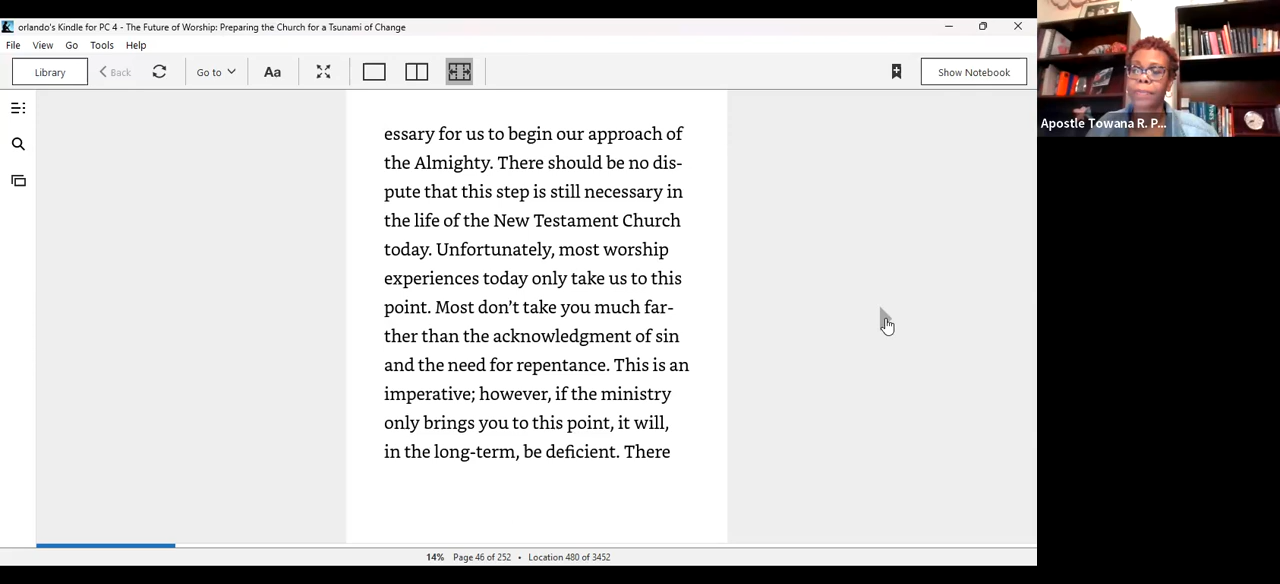 orlando's Kindle for PC 4 - The Future of Worship: Preparing the Church for a Tsunami of Change
File View Go Tools Help
Library Back Go to Aa Show Notebook
Apostle Towana R. P...
essary for us to begin our approach of
the Almighty. There should be no dis-
pute that this step is still necessary in
the life of the New Testament Church
today. Unfortunately, most worship
experiences today only take us to this
point. Most don't take you much far-
ther than the acknowledgment of sin
and the need for repentance. This is an
imperative; however, if the ministry
only brings you to this point, it will,
in the long-term, be deficient. There
14% Page 46 of 252 • Location 480 of 3452